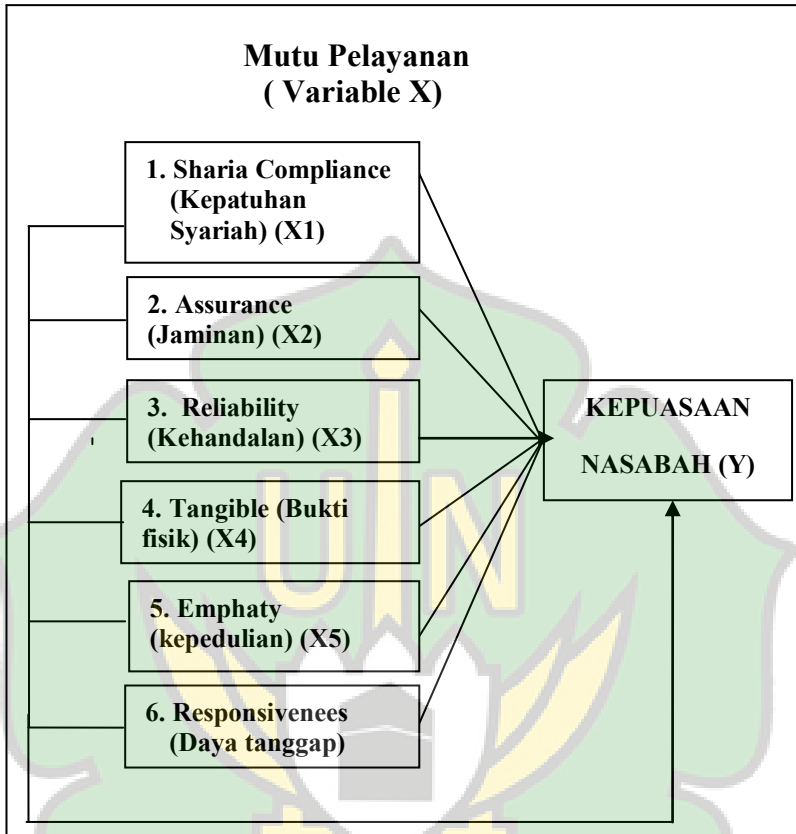 Mutu Pelayanan
( Variable X)
1. Sharia Compliance
(Kepatuhan
Syariah) (X1)
2. Assurance
(Jaminan) (X2)
3. Reliability
(Kehandalan) (X3)
4. Tangible (Bukti
fisik) (X4)
5. Emphaty
(kepedulian) (X5)
6. Responsivenees
(Daya tanggap)
KEPUASAAN
NASABAH (Y)
UIN